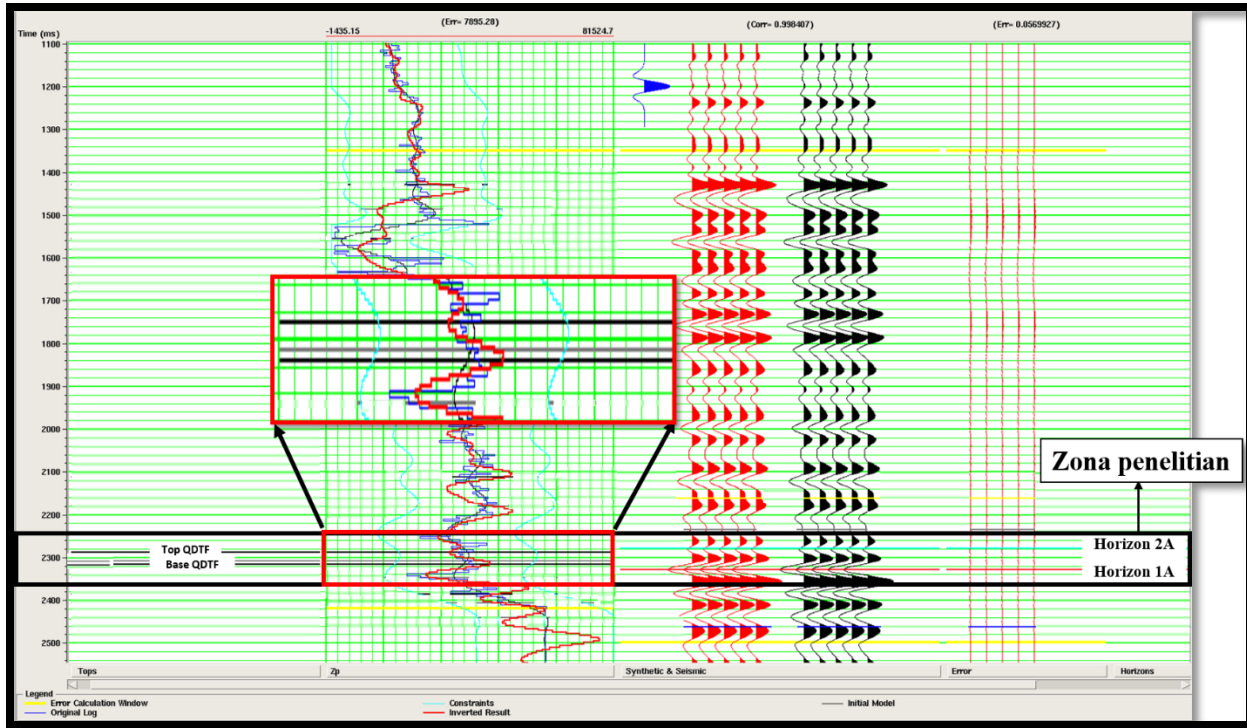 (Err= 7895.28)
(Corr= 0.998407)
(Err= 0.0569927)
Time (ms)
-1435.15
81524.7
1100
1200
1300
1400
1500
1600
1700
1800
1900
2000
2100
2200
2300
2400
2500
Zona penelitian
Top QDTF
Base QDTF
Horizon 2A
Horizon 1A
Tops
Zp
Synthetic & Seismic
Error
Horizons
Legend
Error Calculation Window
Constraints
Initial Model
Original Log
Inverted Result